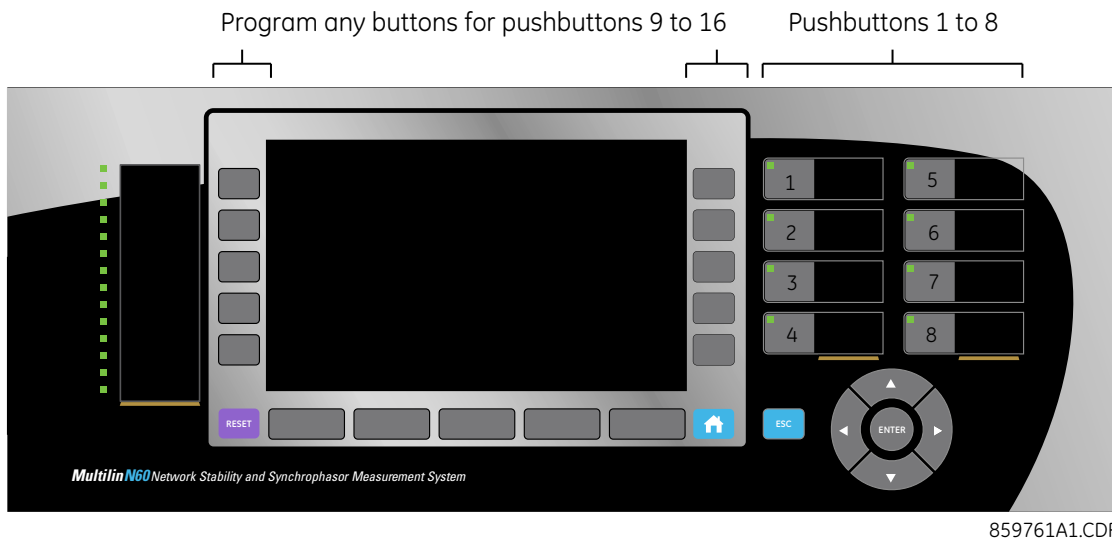 Program any buttons for pushbuttons 9 to 16
Pushbuttons 1 to 8
1
5
2
6
3
7
4
8
RESET
ESC
ENTER
Multilin N60 Network Stability and Synchrophasor Measurement System
859761A1.CDR